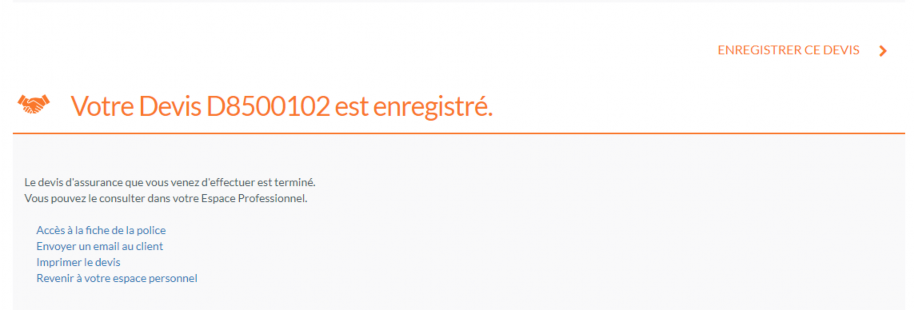 ENREGISTRER CE DEVIS
Votre Devis D8500102 est enregistré.
Le devis d'assurance que vous venez d'effectuer est terminé.
Vous pouvez le consulter dans votre Espace Professionnel.
Accès à la fiche de la police
Envoyer un email au client
Imprimer le devis
Revenir à votre espace personnel